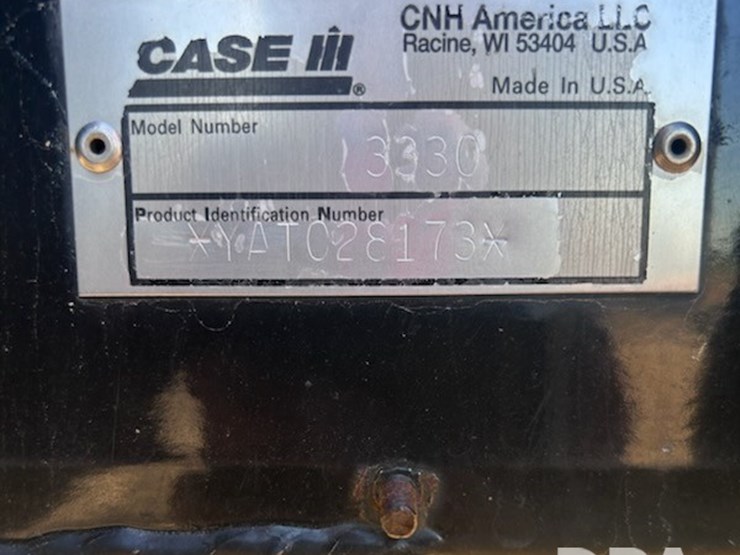 CASE IH®
CNH America LLC
Racine, WI 53404 U.S.A
Made In U.S.A.
Model Number
3330
Product Identification Number
*YAT028173*